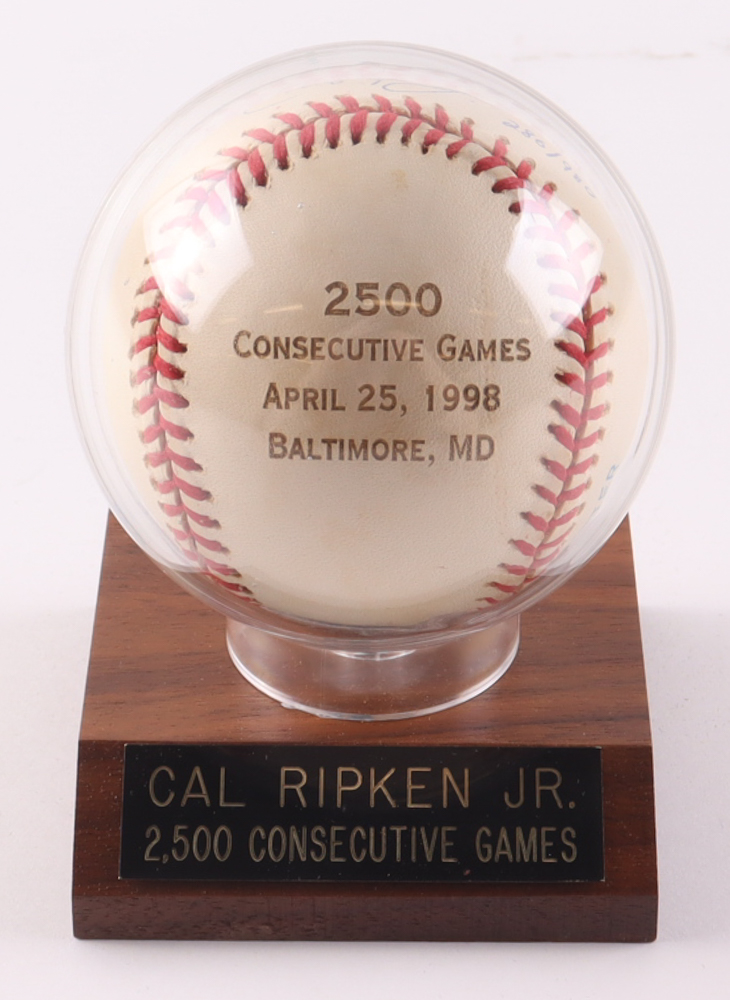 2500
CONSECUTIVE GAMES
APRIL 25, 1998
BALTIMORE, MD
CAL RIPKEN JR.
2,500 CONSECUTIVE GAMES